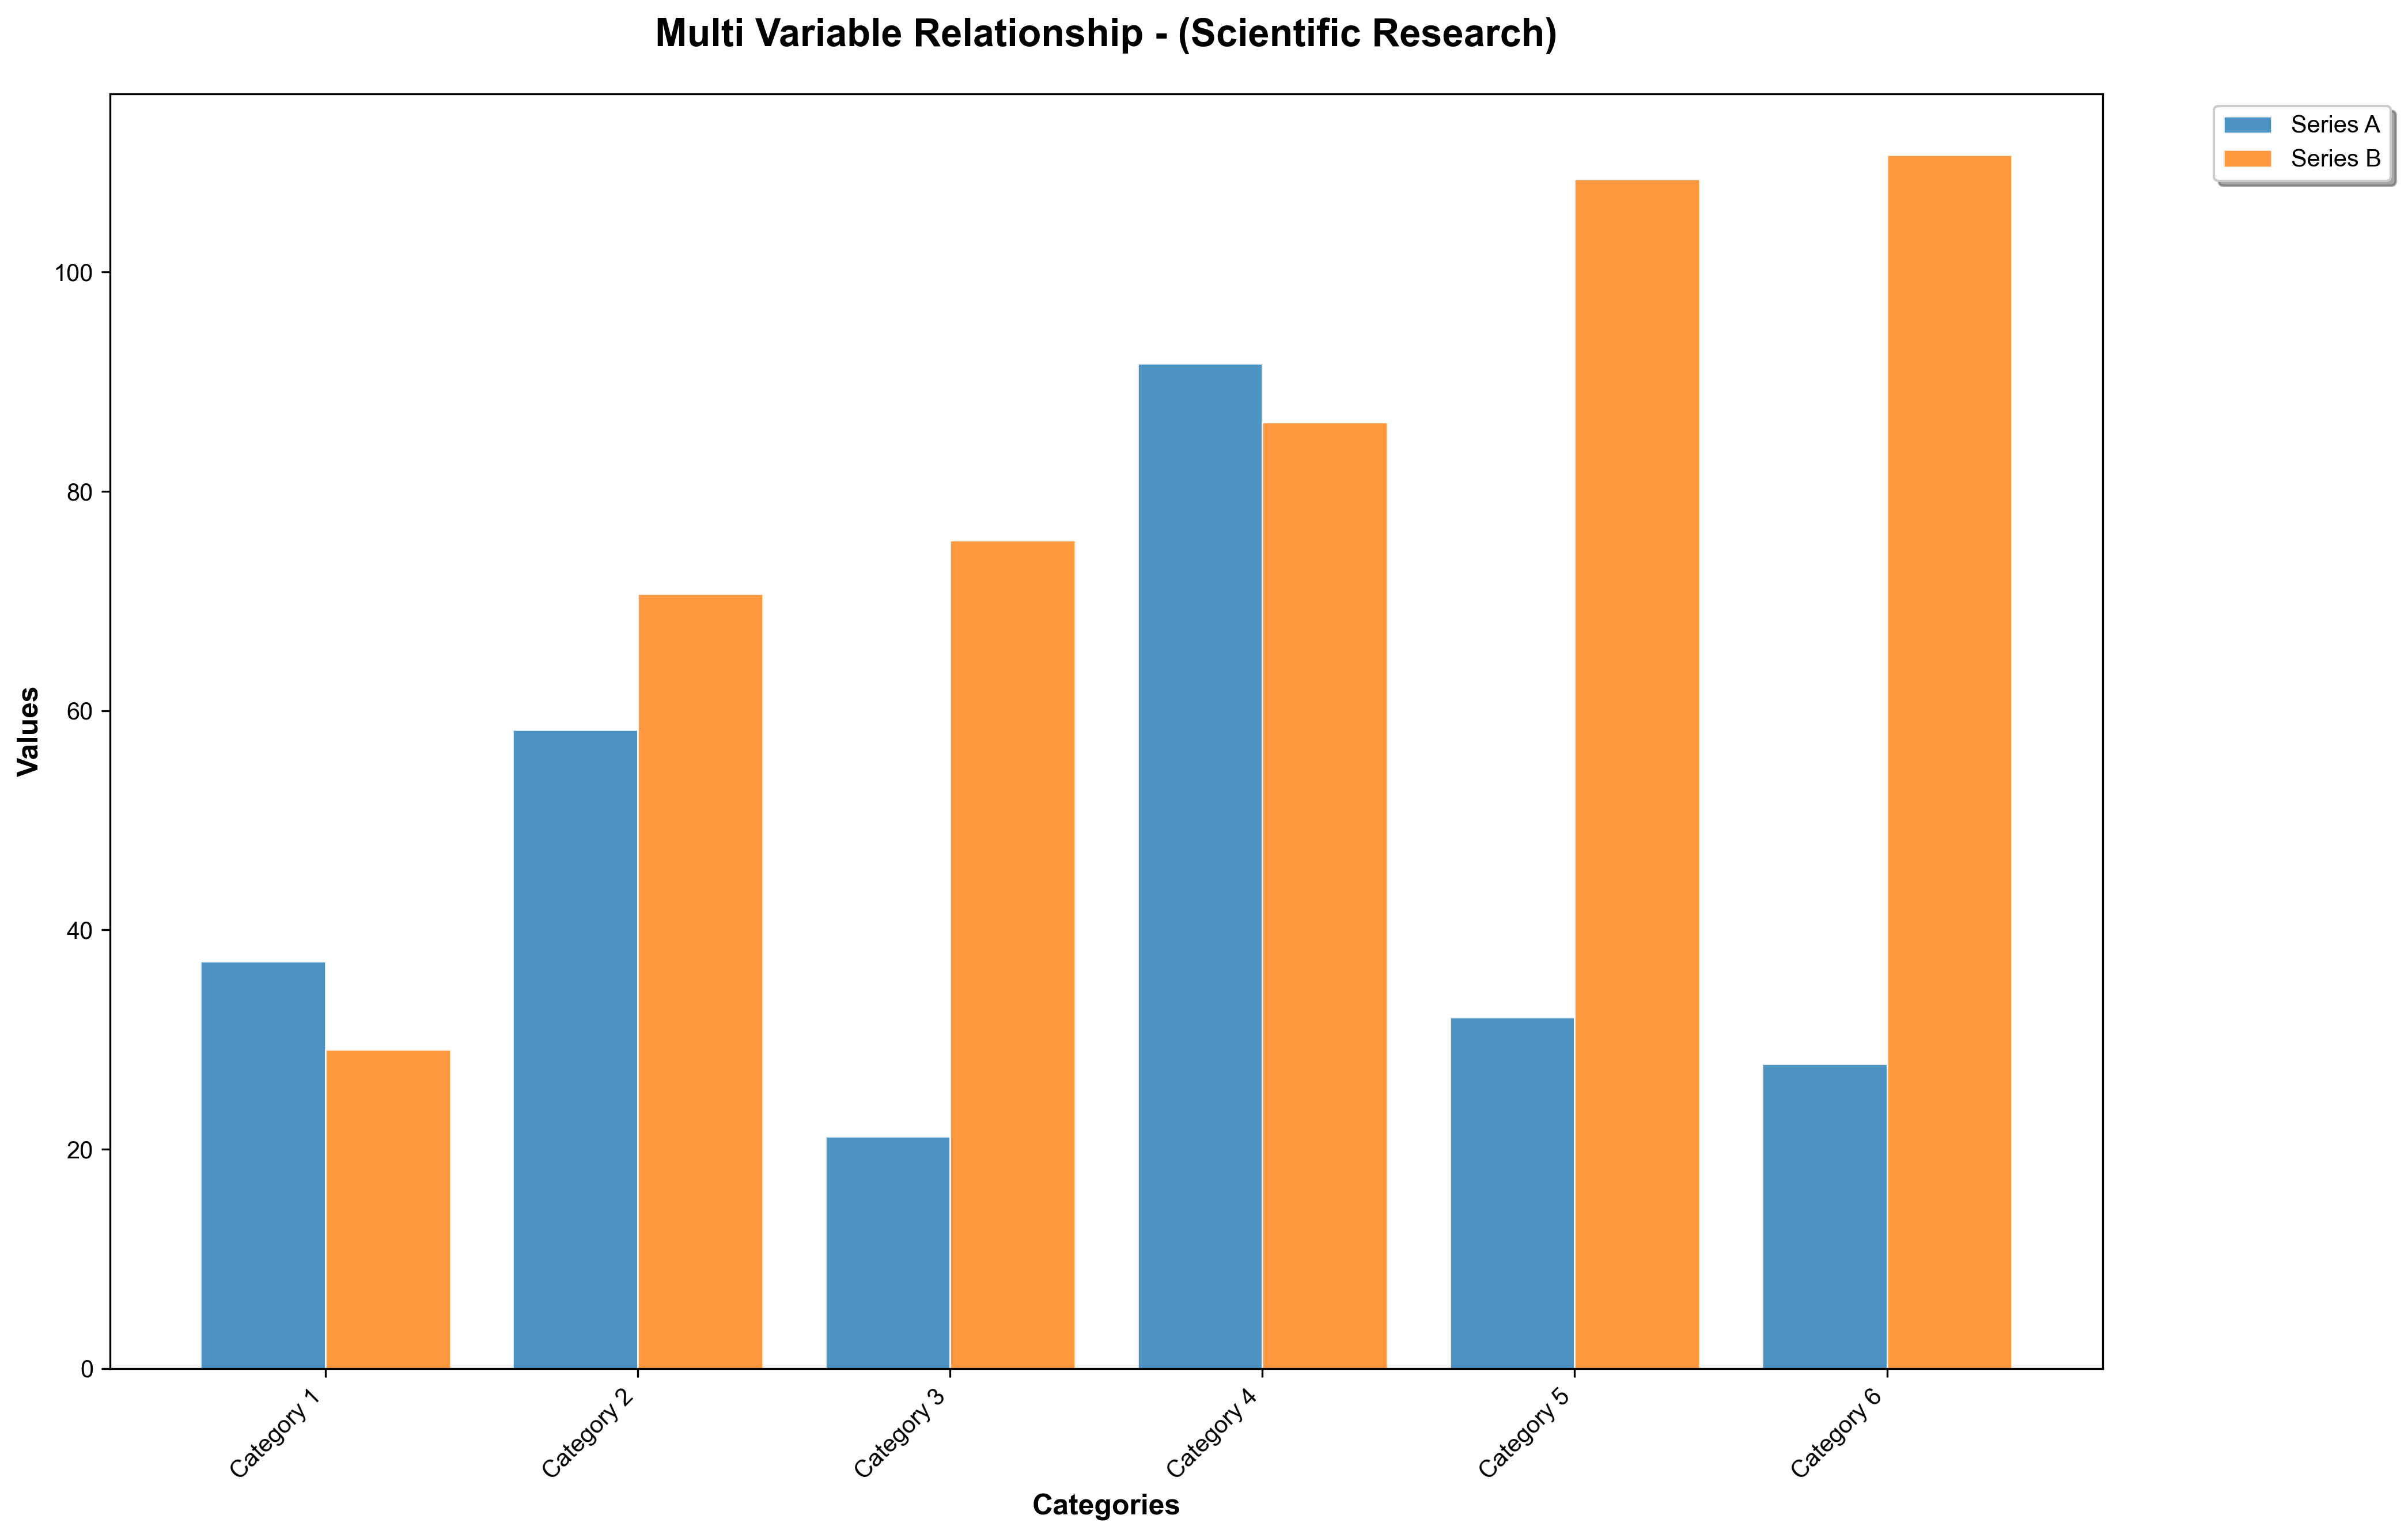 Multi Variable Relationship - (Scientific Research)
Series A
Series B
Values
100
80
60
40
20
0
Category 1
Category 2
Category 3
Category 4
Category 5
Category 6
Categories